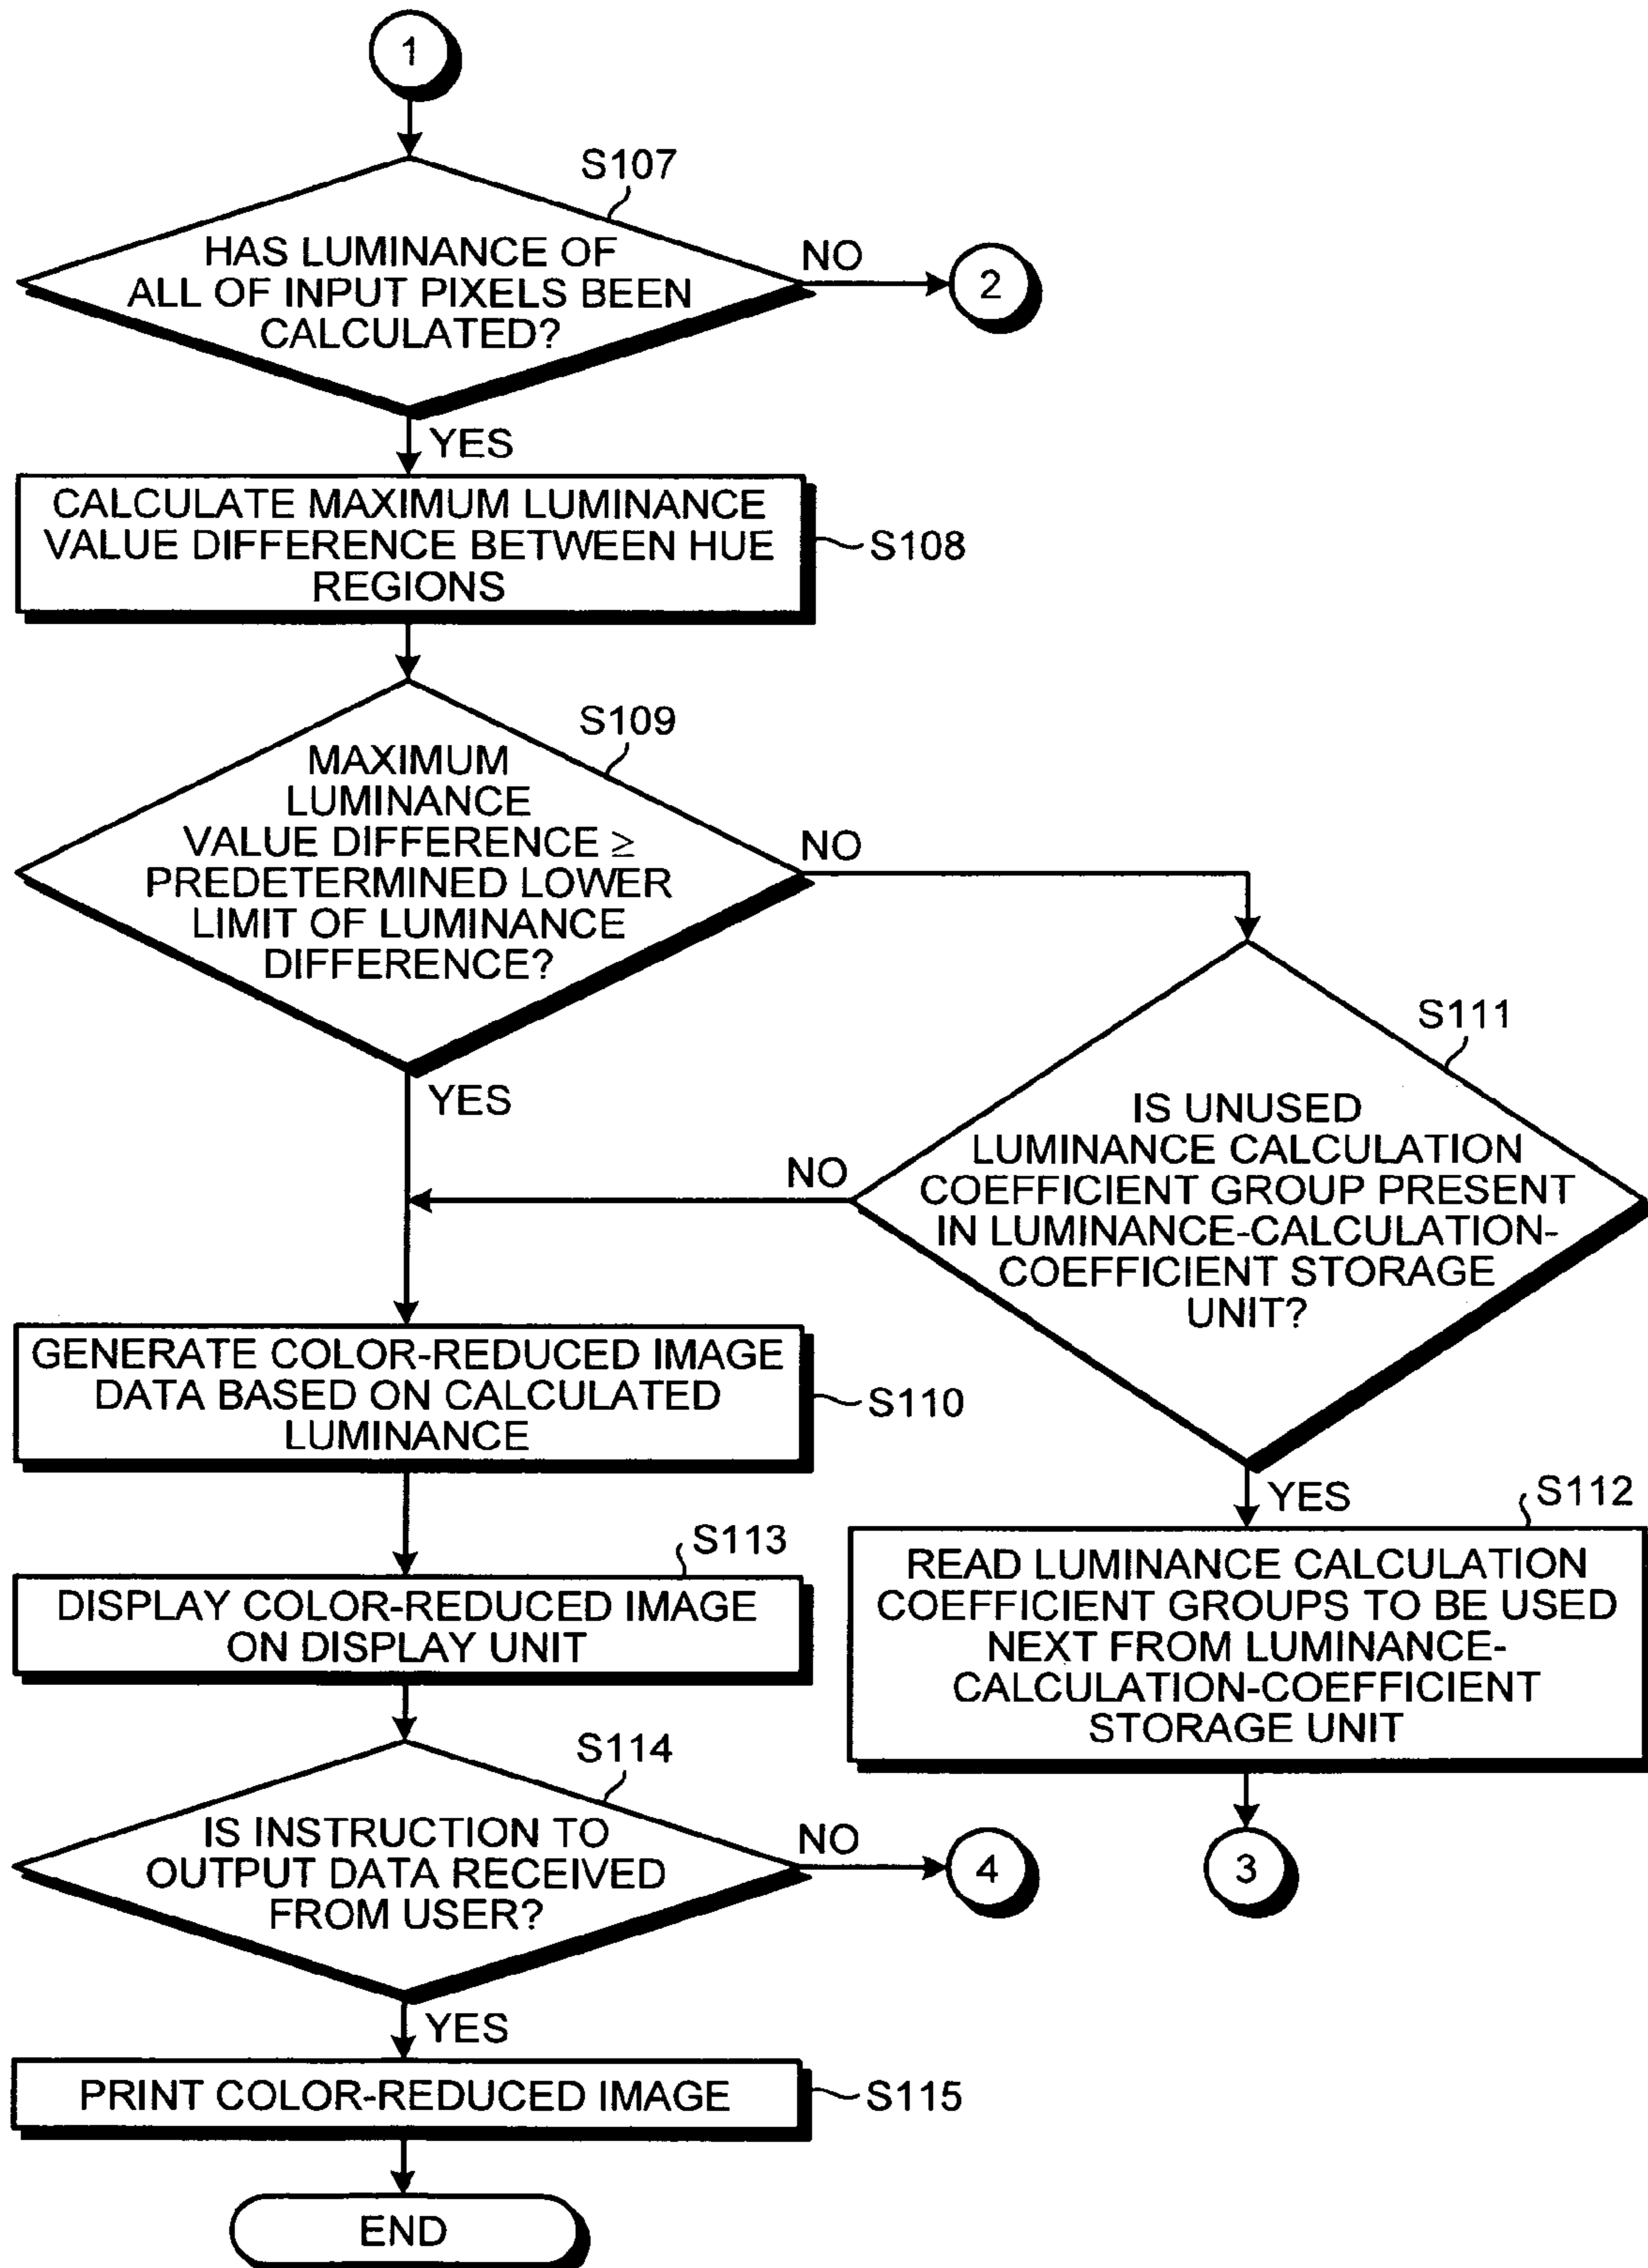 1
S107
HAS LUMINANCE OF
ALL OF INPUT PIXELS BEEN
CALCULATED?
NO
2
YES
CALCULATE MAXIMUM LUMINANCE
VALUE DIFFERENCE BETWEEN HUE
REGIONS
S108
S109
MAXIMUM
LUMINANCE
VALUE DIFFERENCE ≥
PREDETERMINED LOWER
LIMIT OF LUMINANCE
DIFFERENCE?
NO
YES
S111
IS UNUSED
LUMINANCE CALCULATION
COEFFICIENT GROUP PRESENT
IN LUMINANCE-CALCULATION-
COEFFICIENT STORAGE
UNIT?
NO
YES
GENERATE COLOR-REDUCED IMAGE
DATA BASED ON CALCULATED
LUMINANCE
S110
S112
READ LUMINANCE CALCULATION
COEFFICIENT GROUPS TO BE USED
NEXT FROM LUMINANCE-
CALCULATION-COEFFICIENT
STORAGE UNIT
3
S113
DISPLAY COLOR-REDUCED IMAGE
ON DISPLAY UNIT
S114
IS INSTRUCTION TO
OUTPUT DATA RECEIVED
FROM USER?
NO
4
YES
PRINT COLOR-REDUCED IMAGE
S115
END